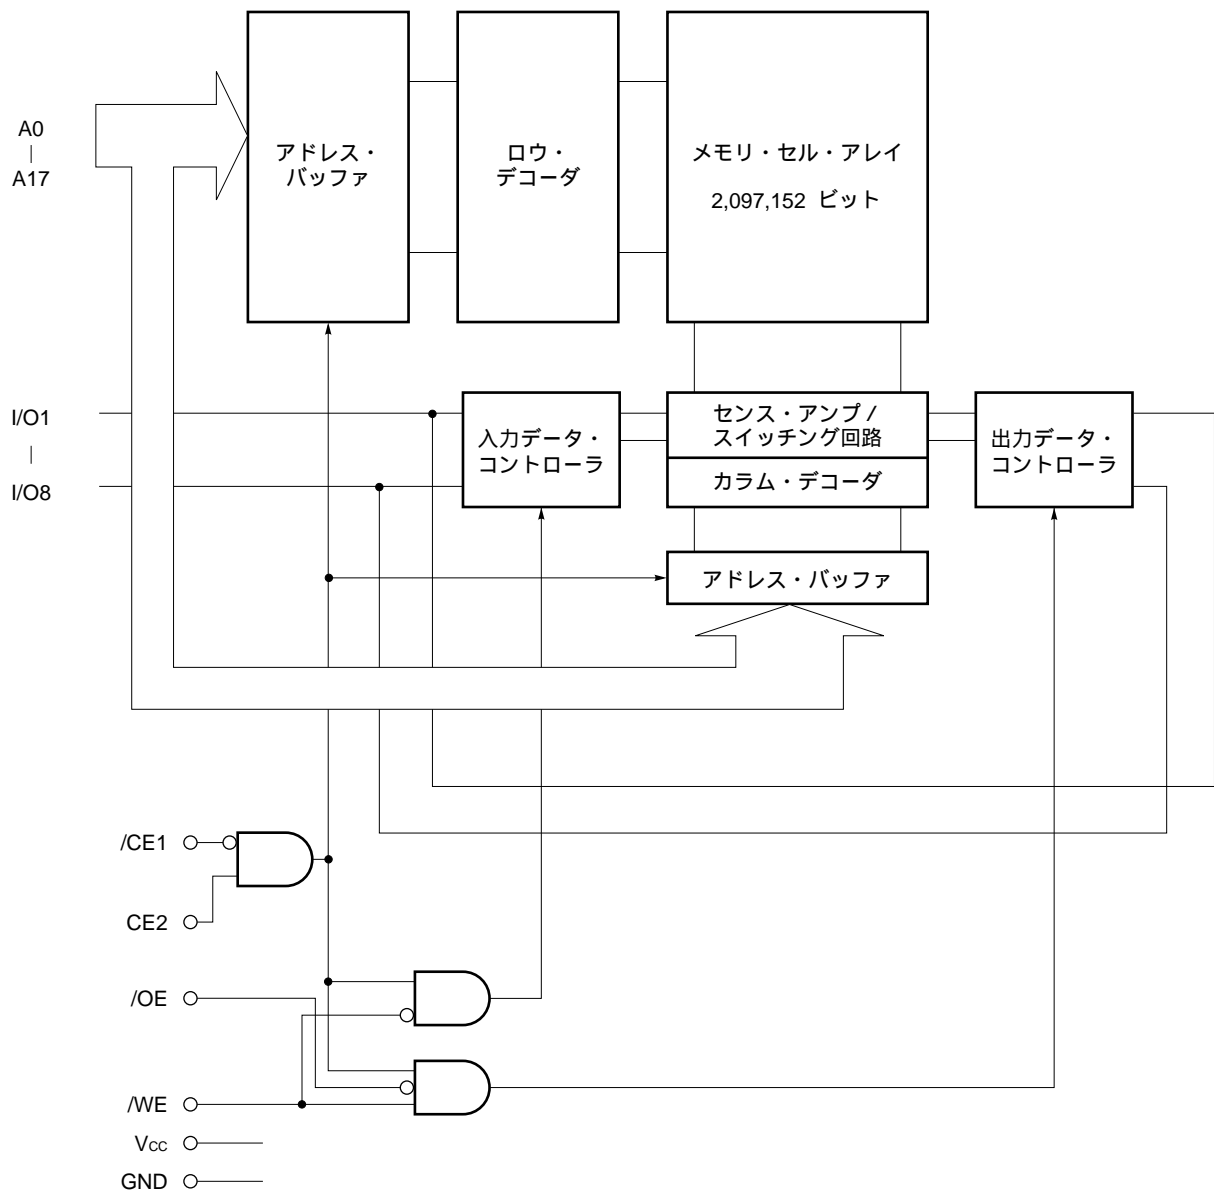 A0
|
A17
アドレス・
バッファ
ロウ・
デコーダ
メモリ・セル・アレイ
2,097,152 ビット
I/O1
|
I/O8
入力データ・
コントローラ
センス・アンプ /
スイッチング回路
カラム・デコーダ
出力データ・
コントローラ
アドレス・バッファ
/CE1
CE2
/OE
/WE
Vcc
GND